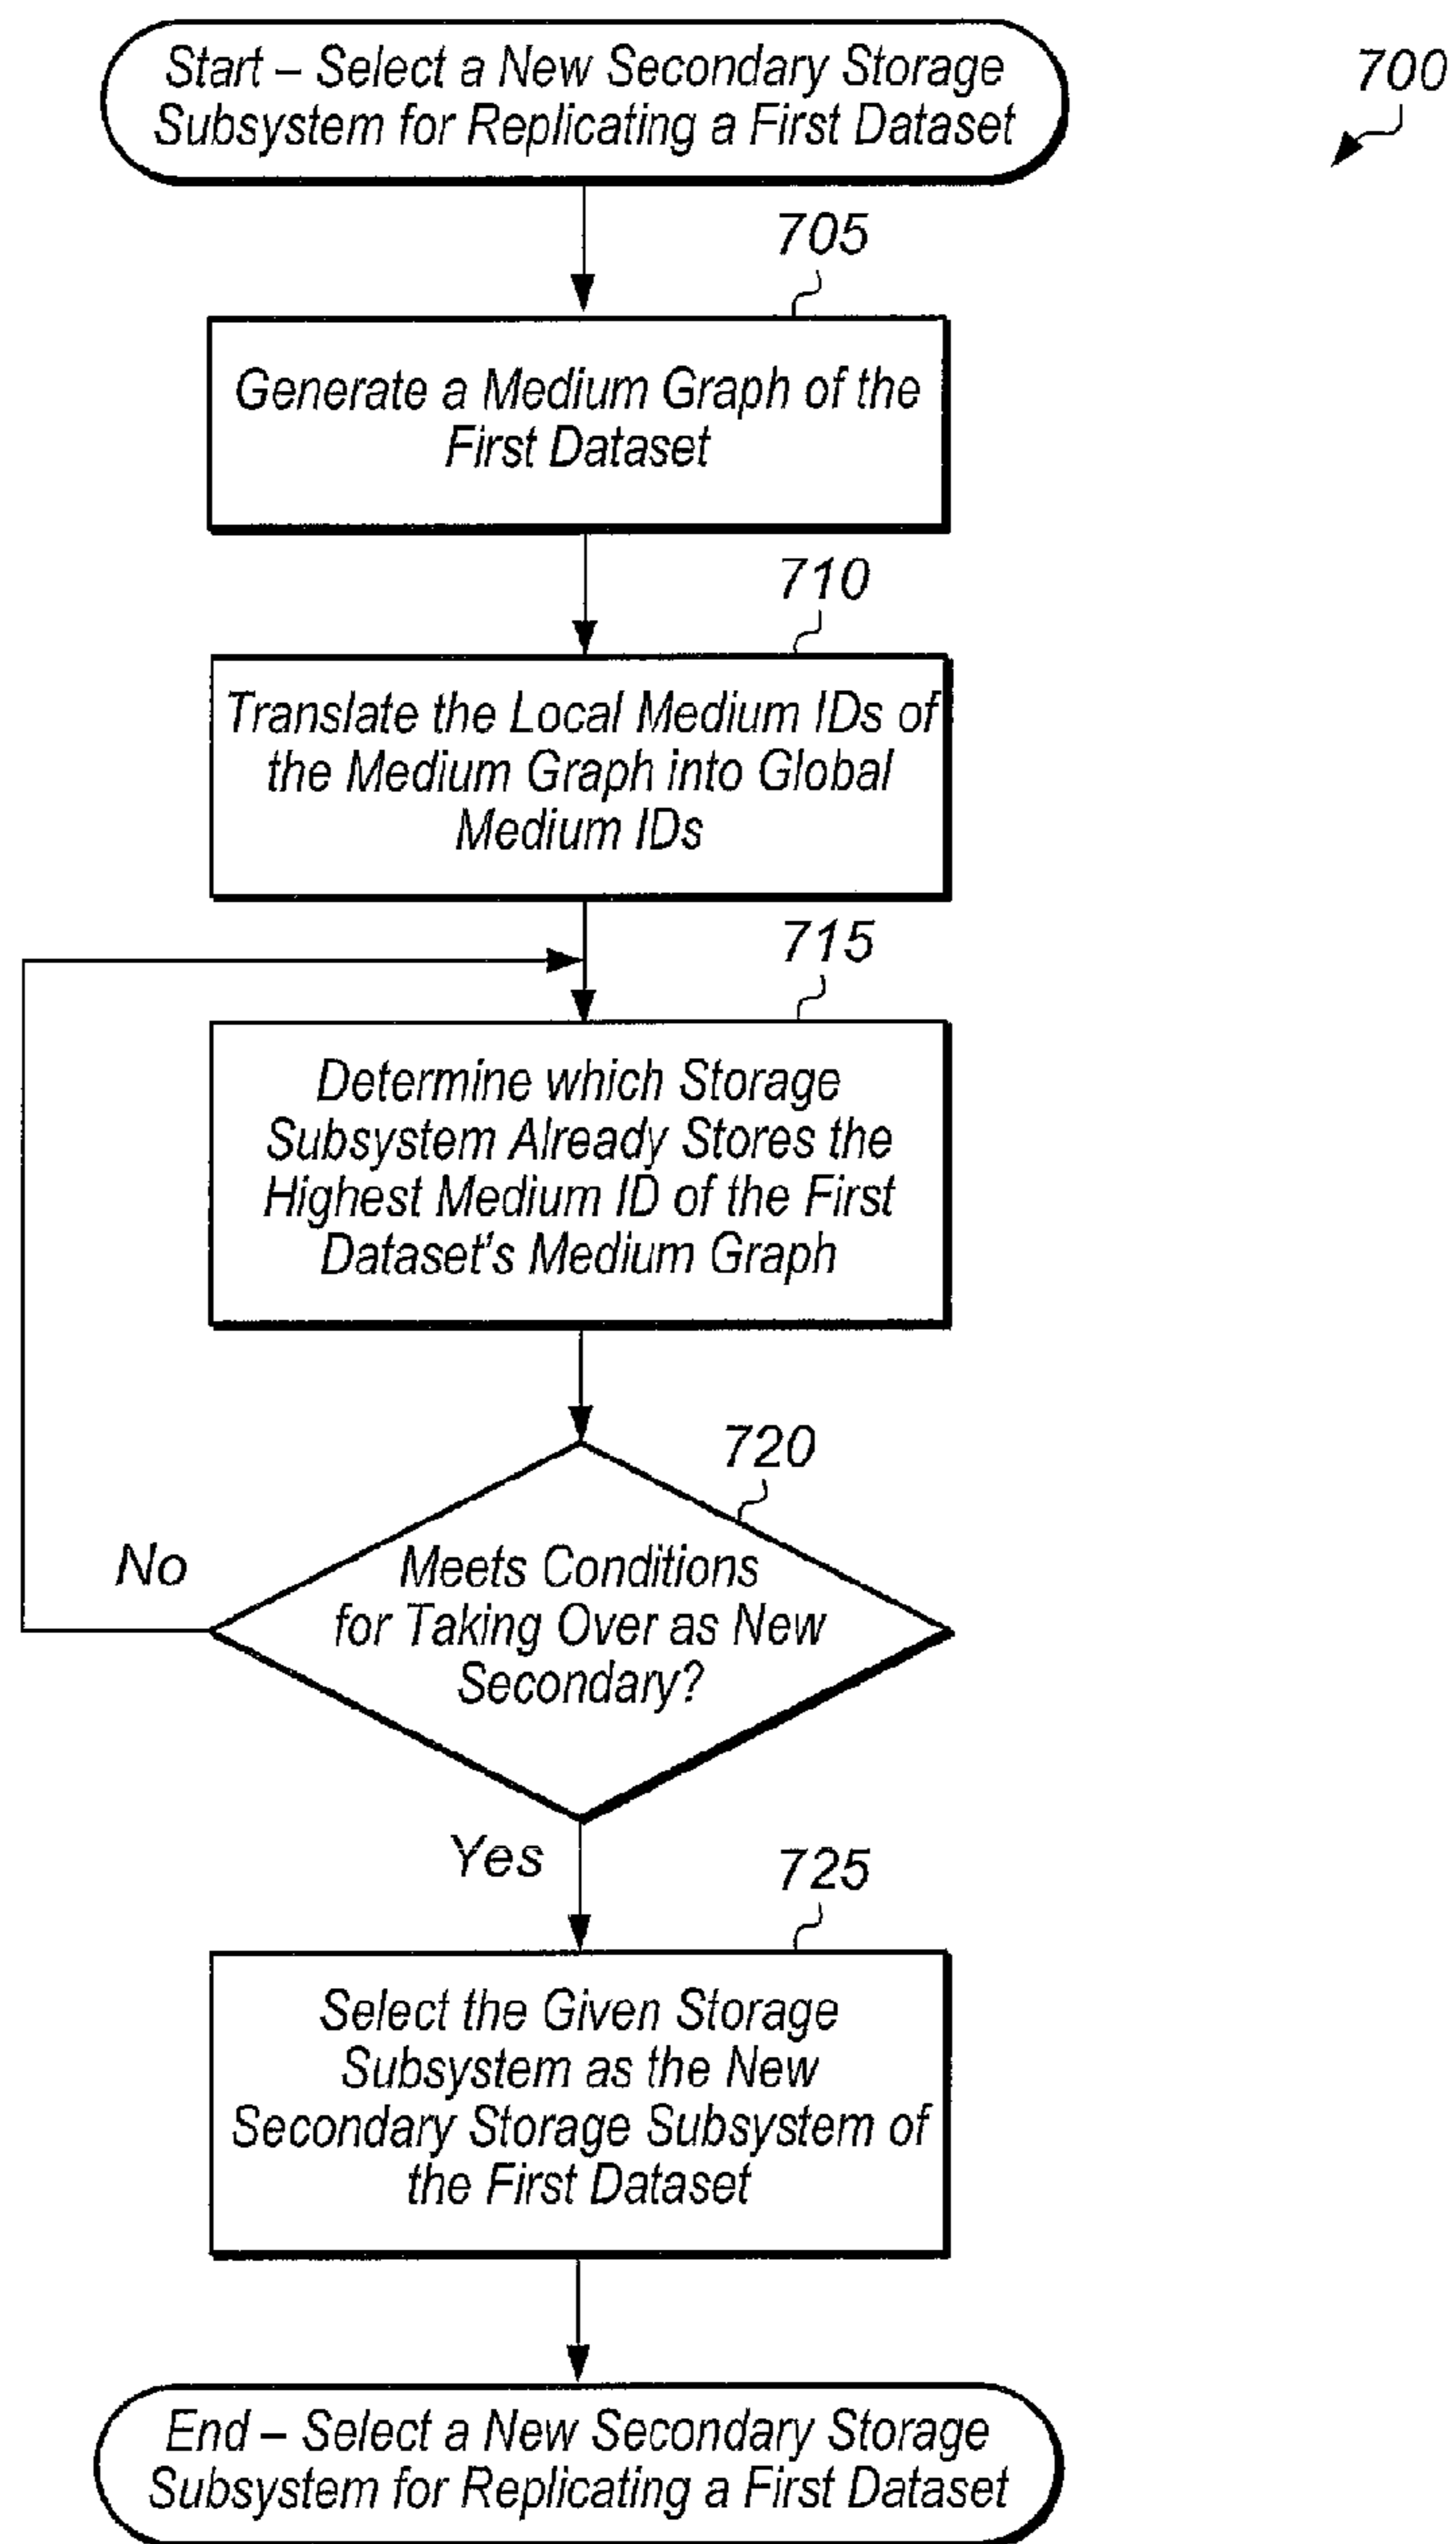 Start – Select a New Secondary Storage
Subsystem for Replicating a First Dataset
700
705
Generate a Medium Graph of the
First Dataset
710
Translate the Local Medium IDs of
the Medium Graph into Global
Medium IDs
715
Determine which Storage
Subsystem Already Stores the
Highest Medium ID of the First
Dataset's Medium Graph
720
No
Meets Conditions
for Taking Over as New
Secondary?
Yes
725
Select the Given Storage
Subsystem as the New
Secondary Storage Subsystem of
the First Dataset
End – Select a New Secondary Storage
Subsystem for Replicating a First Dataset